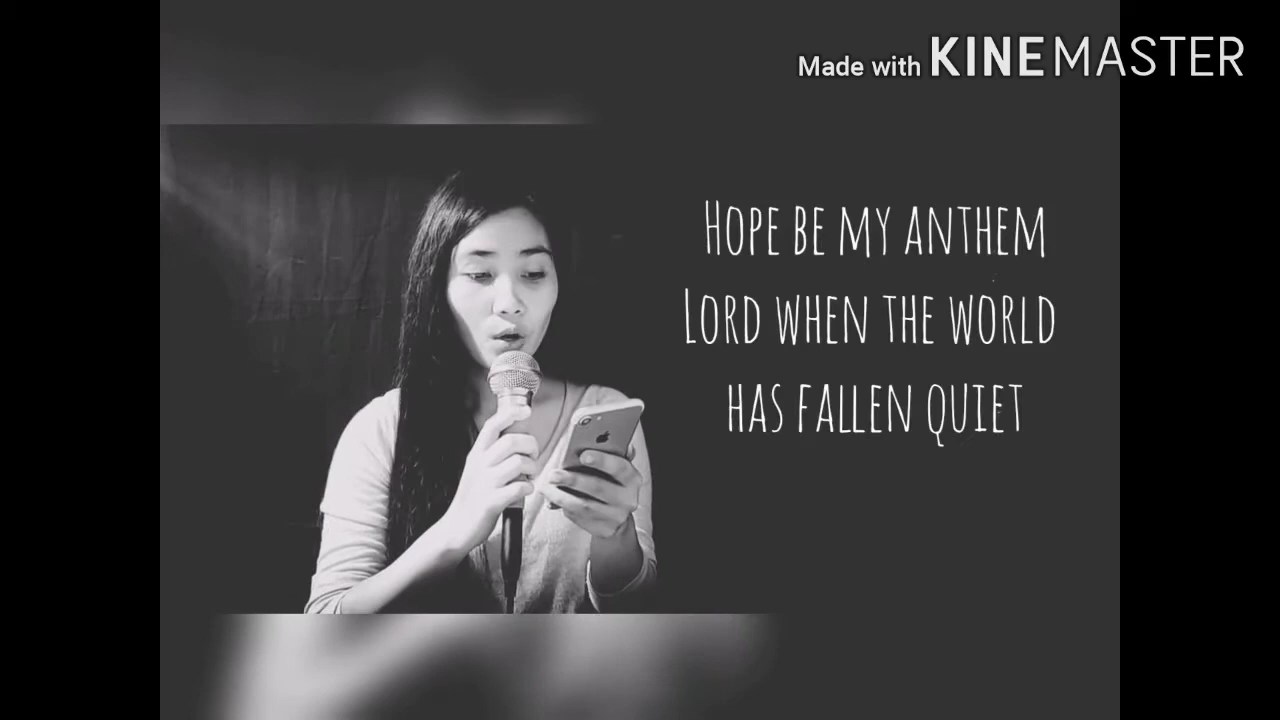 Made with KINEMASTER
HOPE BE MY ANTHEM
LORD WHEN THE WORLD
HAS FALLEN QUIET